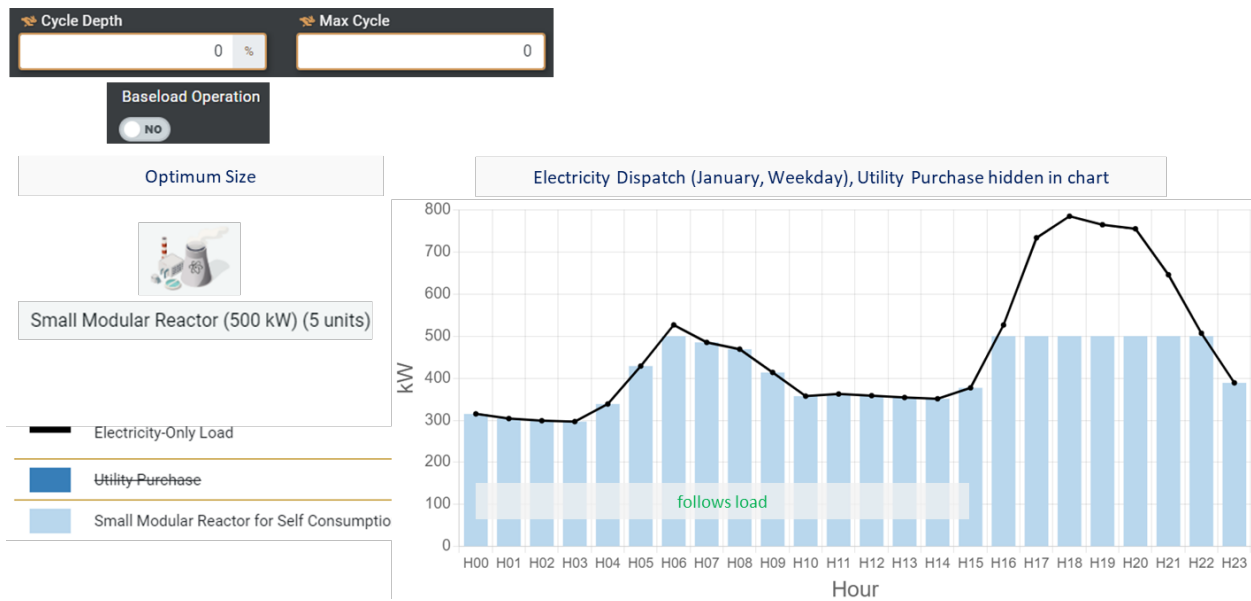 Cycle Depth
Max Cycle
0 %
0
Baseload Operation
NO
Optimum Size
Electricity Dispatch (January, Weekday), Utility Purchase hidden in chart
Small Modular Reactor (500 kW) (5 units)
Electricity-Only Load
Utility Purchase
Small Modular Reactor for Self Consumptio
kW
800
700
600
500
400
300
200
100
0
follows load
H00 H01 H02 H03 H04 H05 H06 H07 H08 H09 H10 H11 H12 H13 H14 H15 H16 H17 H18 H19 H20 H21 H22 H23
Hour